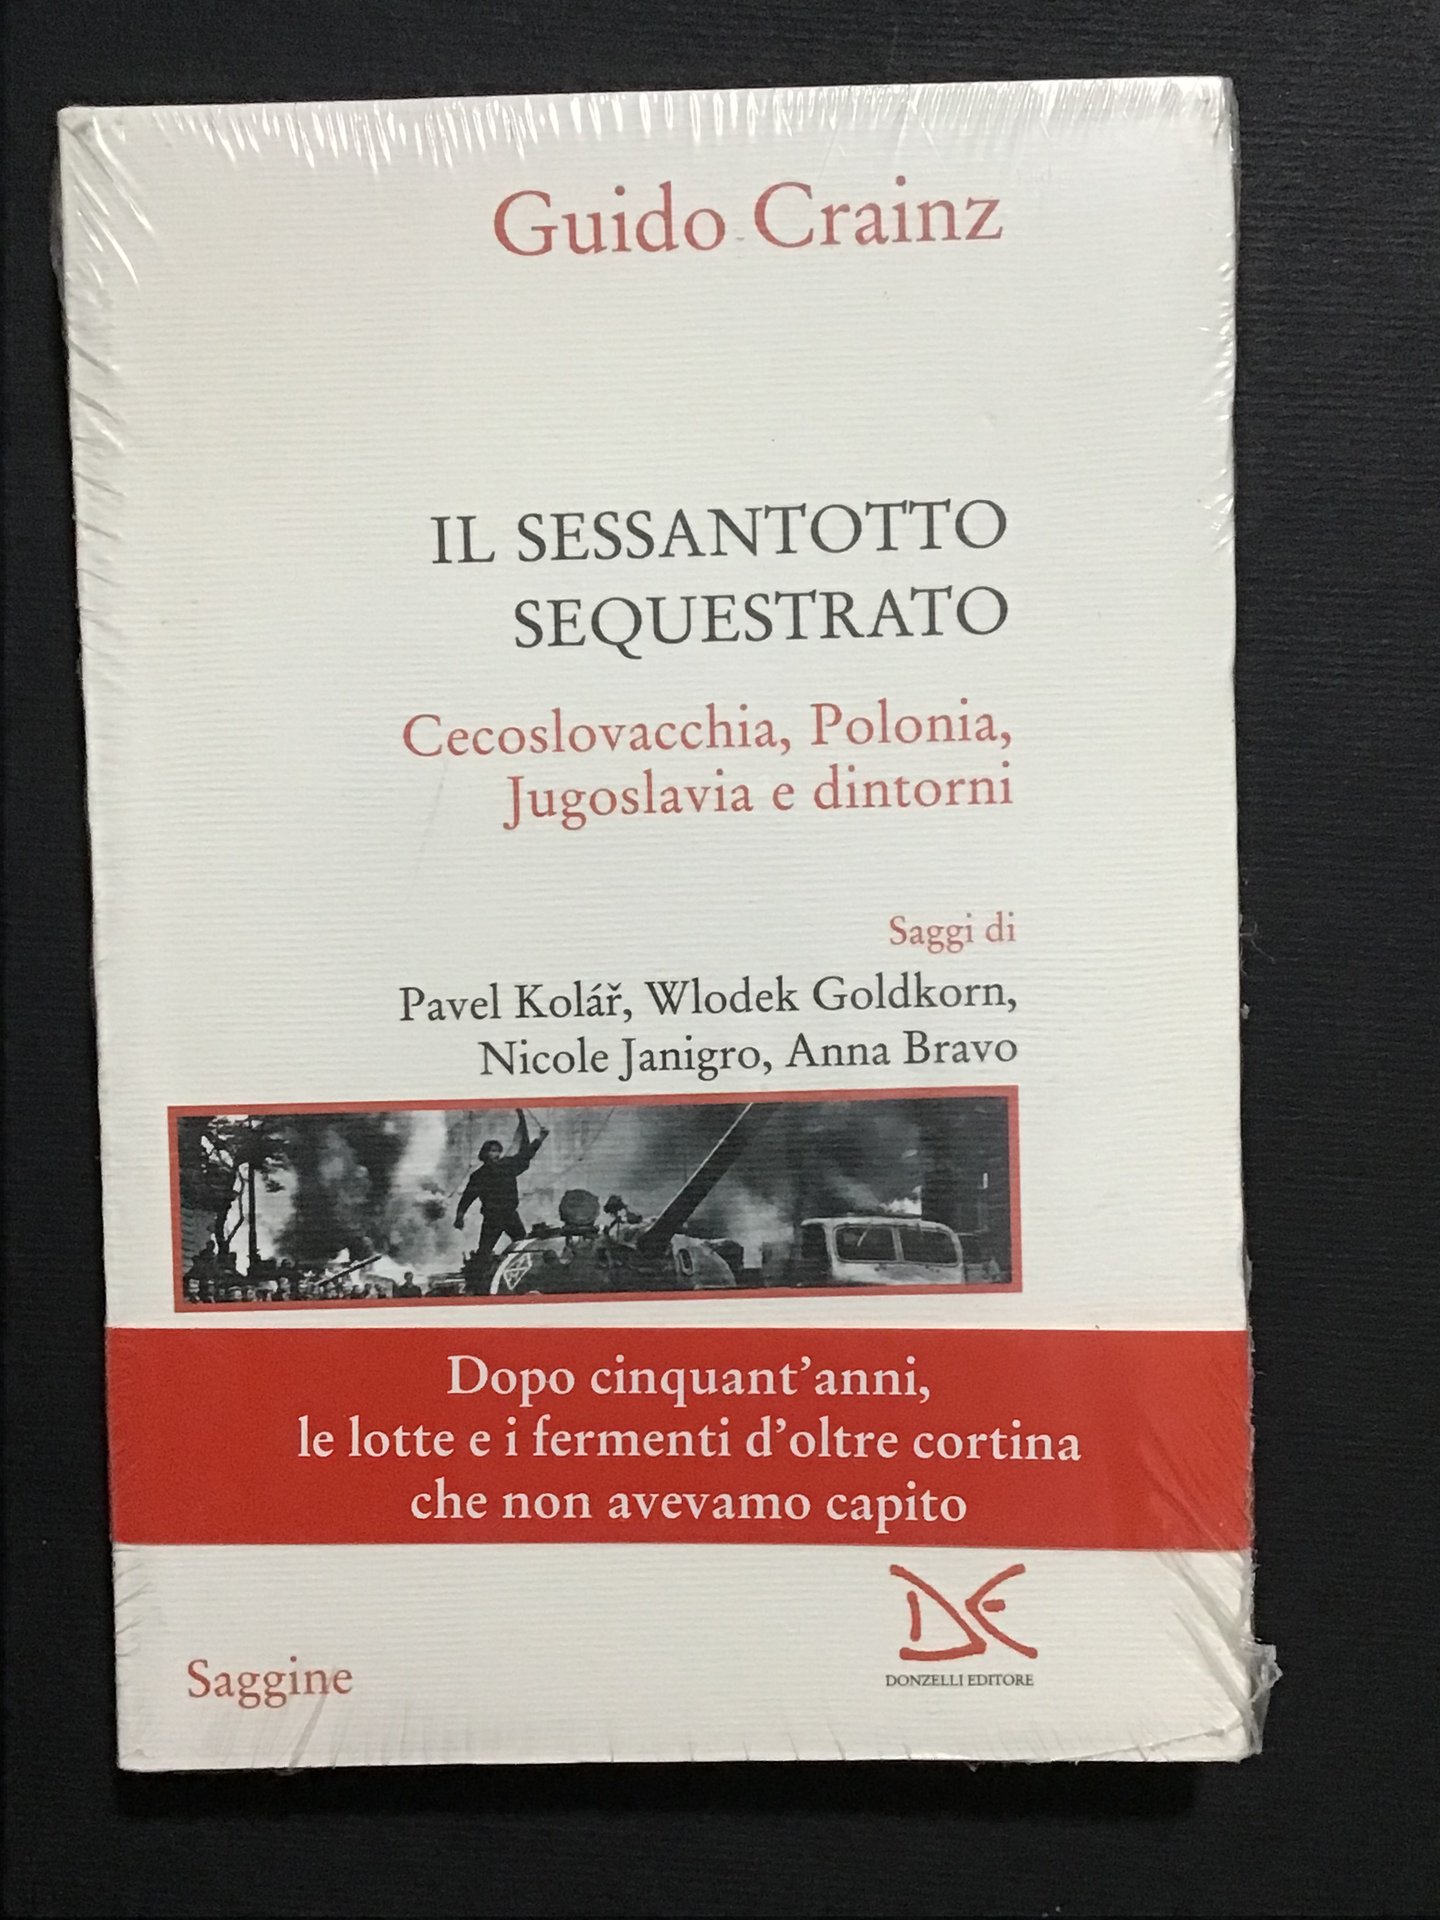 Guido Crainz
IL SESSANTOTTO
SEQUESTRATO
Cecoslovacchia, Polonia,
Jugoslavia e dintorni
Saggi di
Pavel Kolář, Wlodek Goldkorn,
Nicole Janigro, Anna Bravo
Dopo cinquant'anni,
le lotte e i fermenti d'oltre cortina
che non avevamo capito
DE
DONZELLI EDITORE
Saggine